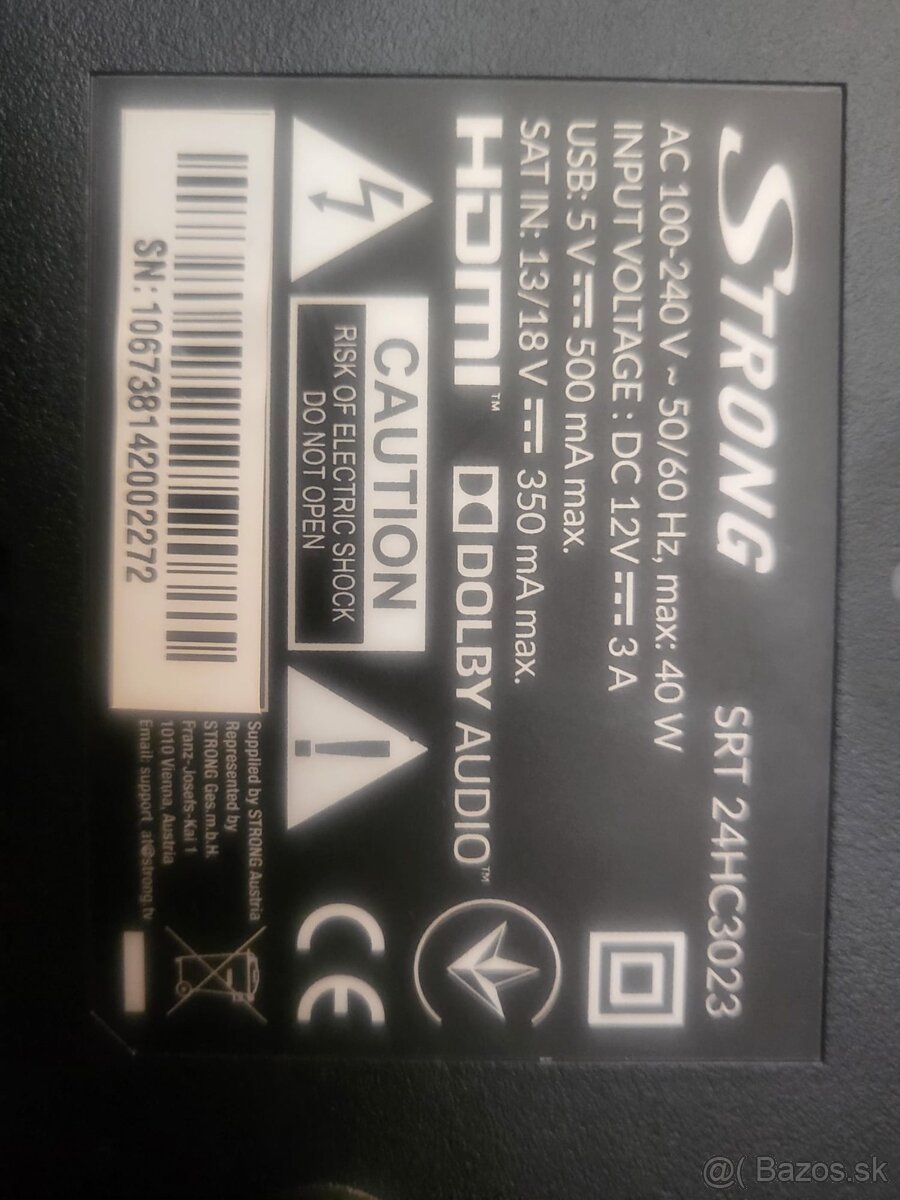 STRONG SRT 24HC3023
AC 100-240 V ~ 50/60 Hz, max: 40 W
INPUT VOLTAGE : DC 12V ⎓ 3 A
USB: 5 V ⎓ 500 mA max.
SAT IN: 13/18 V ⎓ 350 mA max.
HDMI™ DOLBY AUDIO™
CAUTION
RISK OF ELECTRIC SHOCK
DO NOT OPEN
CE
SN: 106738142002272
Supplied by STRONG Austria
Represented by
STRONG Ges.m.b.H.
Franz-Josefs-Kai 1
1010 Vienna, Austria
Email: support_at@strong.tv
@( Bazos.sk